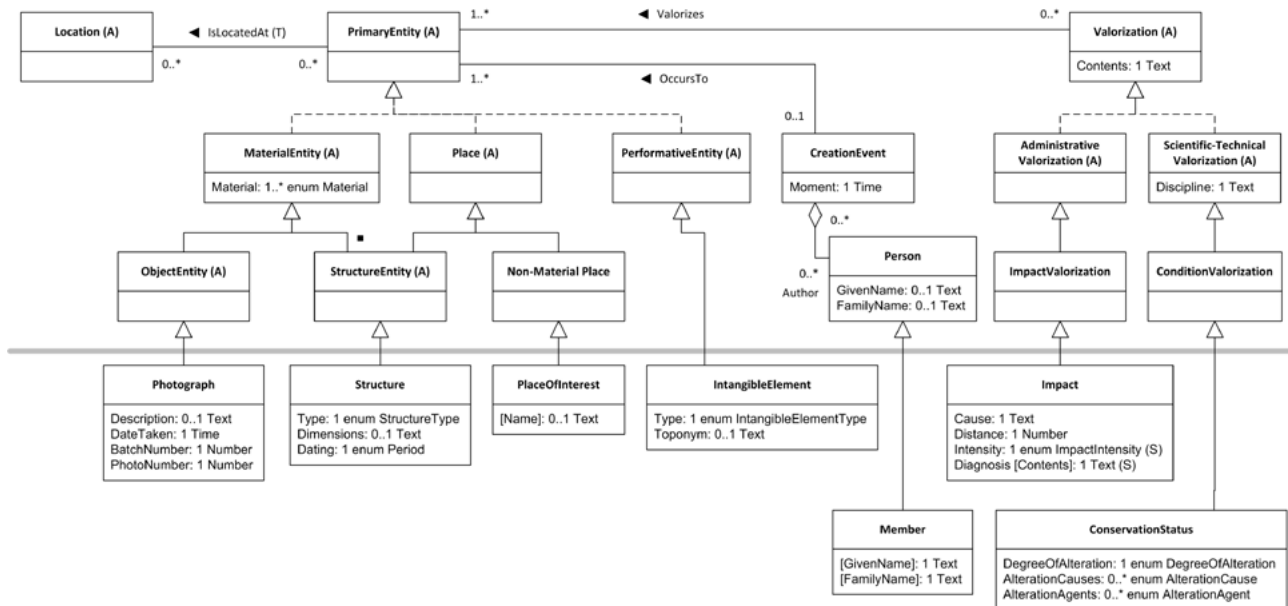 1..*
◄ Valorizes
0..*
Location (A)
◄ IsLocatedAt (T)
PrimaryEntity (A)
Valorization (A)
0..*
0..*
1..*
◄ OccursTo
Contents: 1 Text
0..1
MaterialEntity (A)
Place (A)
PerformativeEntity (A)
CreationEvent
Administrative
Valorization (A)
Scientific-Technical
Valorization (A)
Material: 1..* enum Material
Moment: 1 Time
Discipline: 1 Text
0..*
ObjectEntity (A)
StructureEntity (A)
Non-Material Place
0..*
Author
Person
ImpactValorization
ConditionValorization
GivenName: 0..1 Text
FamilyName: 0..1 Text
Photograph
Structure
PlaceOfInterest
IntangibleElement
Impact
Description: 0..1 Text
DateTaken: 1 Time
BatchNumber: 1 Number
PhotoNumber: 1 Number
Type: 1 enum StructureType
Dimensions: 0..1 Text
Dating: 1 enum Period
[Name]: 0..1 Text
Type: 1 enum IntangibleElementType
Toponym: 0..1 Text
Cause: 1 Text
Distance: 1 Number
Intensity: 1 enum ImpactIntensity (S)
Diagnosis [Contents]: 1 Text (S)
Member
ConservationStatus
[GivenName]: 1 Text
[FamilyName]: 1 Text
DegreeOfAlteration: 1 enum DegreeOfAlteration
AlterationCauses: 0..* enum AlterationCause
AlterationAgents: 0..* enum AlterationAgent